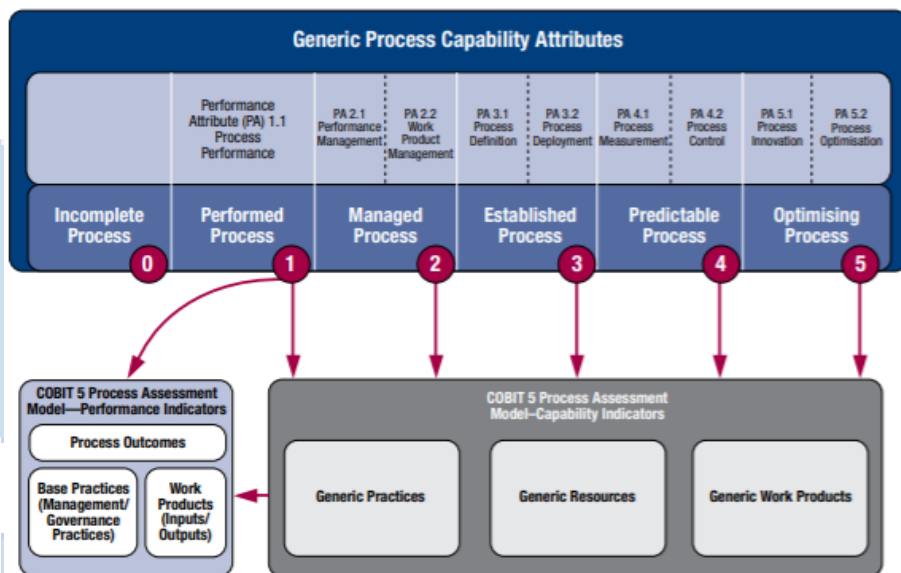 Generic Process Capability Attributes
Performance
Attribute (PA) 1.1
Process
Performance
PA 2.1
Performance
Management
PA 2.2
Work
Product
Management
PA 3.1
Process
Definition
PA 3.2
Process
Deployment
PA 4.1
Process
Measurement
PA 4.2
Process
Control
PA 5.1
Process
Innovation
PA 5.2
Process
Optimisation
Incomplete
Process
0
Performed
Process
1
Managed
Process
2
Established
Process
3
Predictable
Process
4
Optimising
Process
5
COBIT 5 Process Assessment
Model—Performance Indicators
Process Outcomes
Base Practices
(Management/
Governance
Practices)
Work
Products
(Inputs/
Outputs)
COBIT 5 Process Assessment
Model–Capability Indicators
Generic Practices
Generic Resources
Generic Work Products